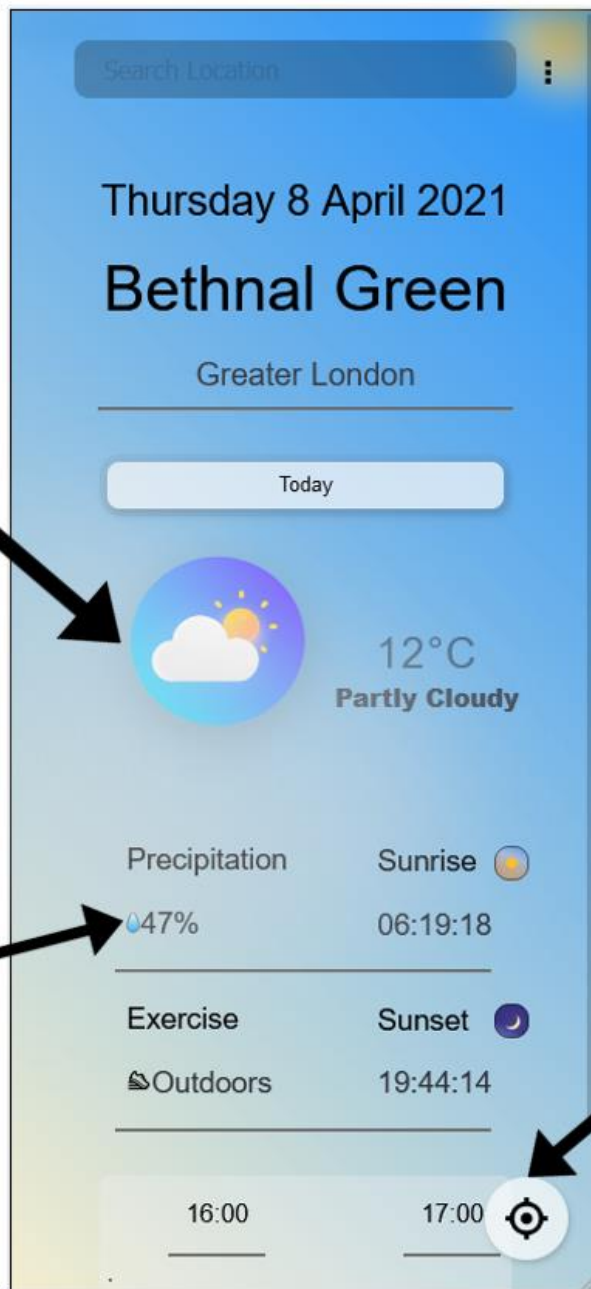 Search Location
Thursday 8 April 2021
Bethnal Green
Greater London
Today
12°C
Partly Cloudy
Precipitation Sunrise
47% 06:19:18
Exercise Sunset
Outdoors 19:44:14
16:00 17:00